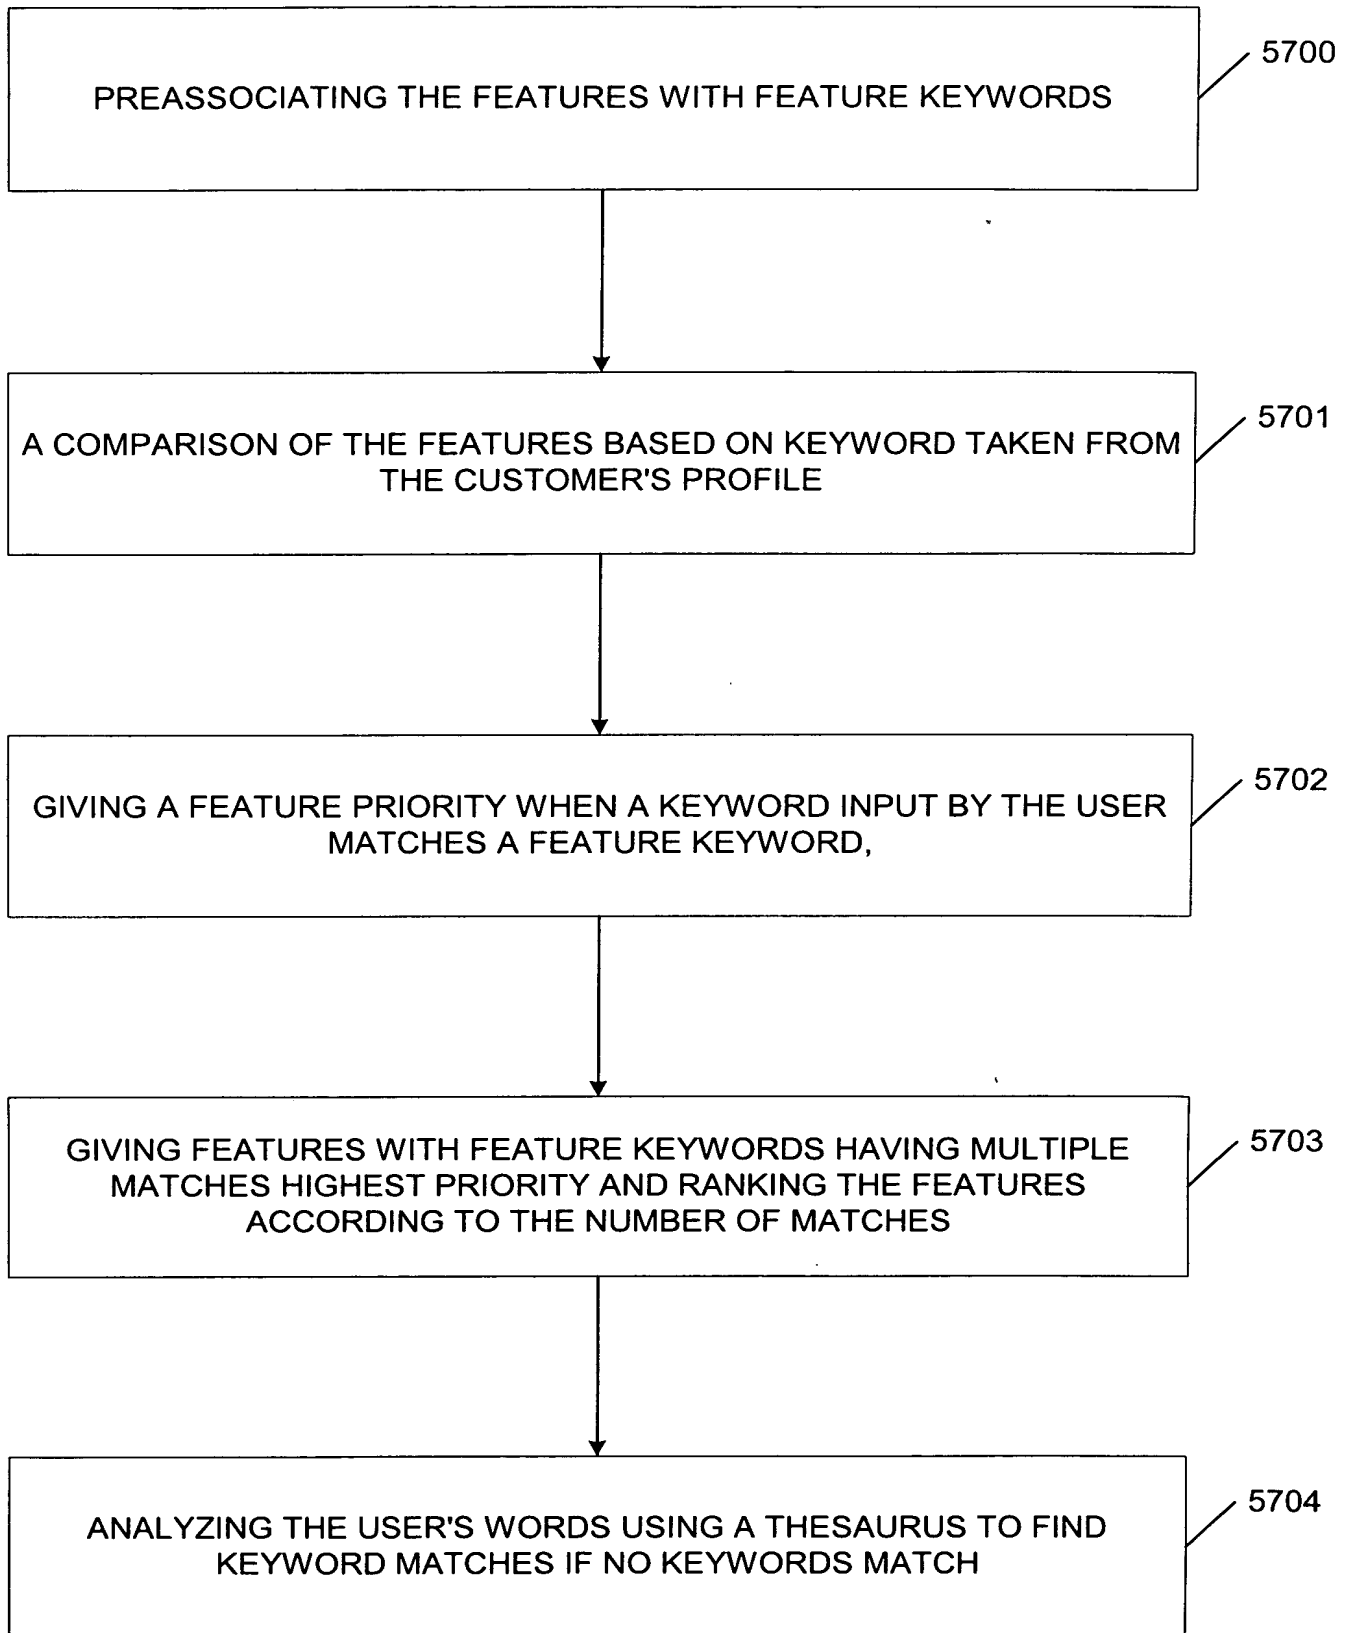 PREASSOCIATING THE FEATURES WITH FEATURE KEYWORDS
5700
A COMPARISON OF THE FEATURES BASED ON KEYWORD TAKEN FROM
THE CUSTOMER'S PROFILE
5701
GIVING A FEATURE PRIORITY WHEN A KEYWORD INPUT BY THE USER
MATCHES A FEATURE KEYWORD,
5702
GIVING FEATURES WITH FEATURE KEYWORDS HAVING MULTIPLE
MATCHES HIGHEST PRIORITY AND RANKING THE FEATURES
ACCORDING TO THE NUMBER OF MATCHES
5703
ANALYZING THE USER'S WORDS USING A THESAURUS TO FIND
KEYWORD MATCHES IF NO KEYWORDS MATCH
5704